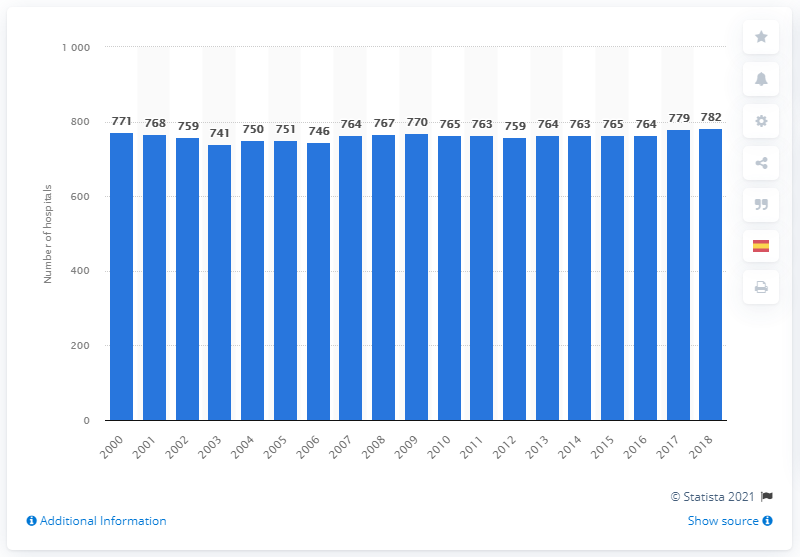 1 000
800
600
400
200
0
Number of hospitals
771 768 759 741 750 751 746 764 767 770 765 763 759 764 763 765 764 779 782
2000 2001 2002 2003 2004 2005 2006 2007 2008 2009 2010 2011 2012 2013 2014 2015 2016 2017 2018
© Statista 2021
Additional Information
Show source